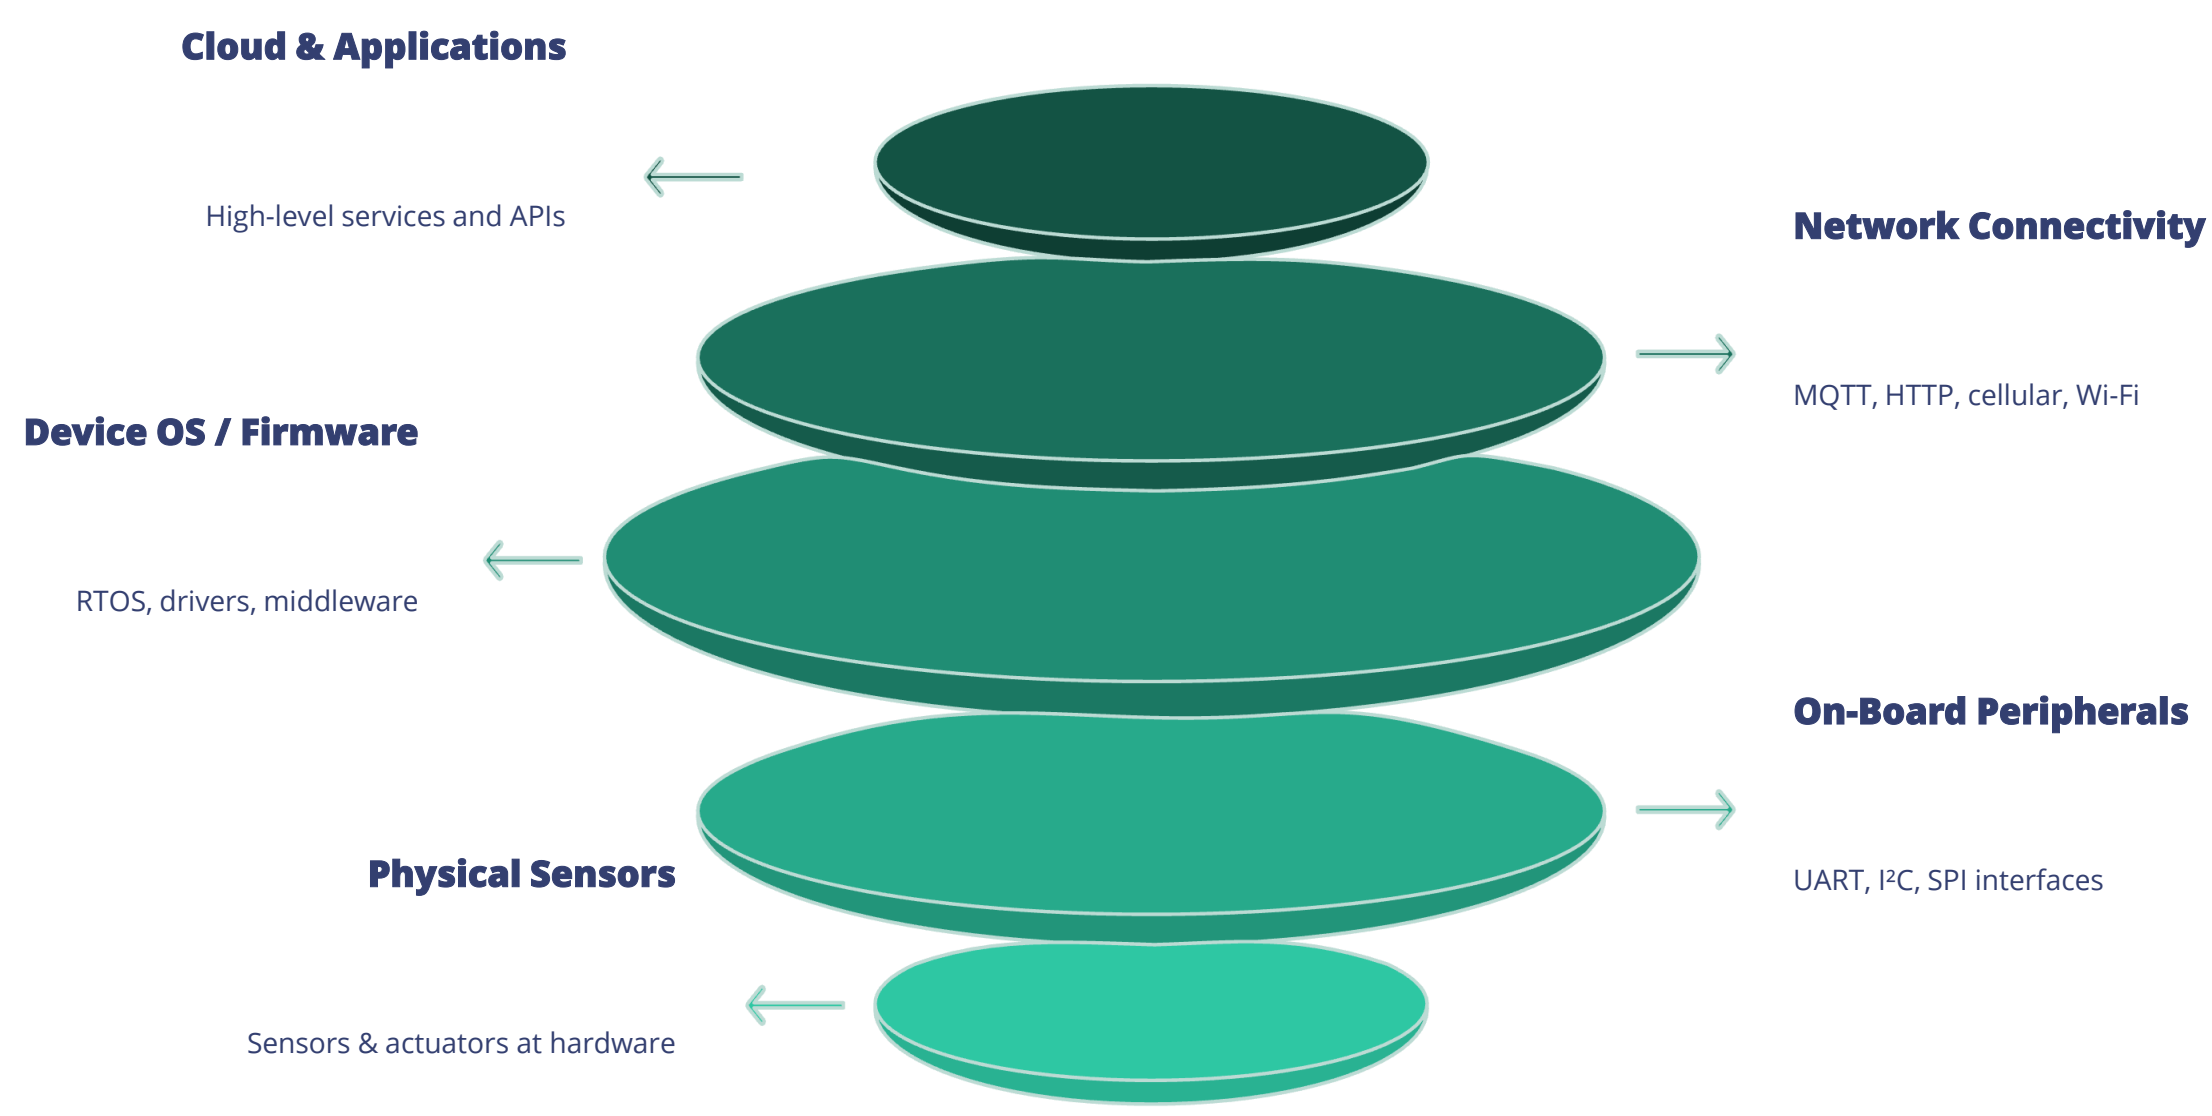 Cloud & Applications
High-level services and APIs
Network Connectivity
MQTT, HTTP, cellular, Wi-Fi
Device OS / Firmware
RTOS, drivers, middleware
On-Board Peripherals
UART, I²C, SPI interfaces
Physical Sensors
Sensors & actuators at hardware